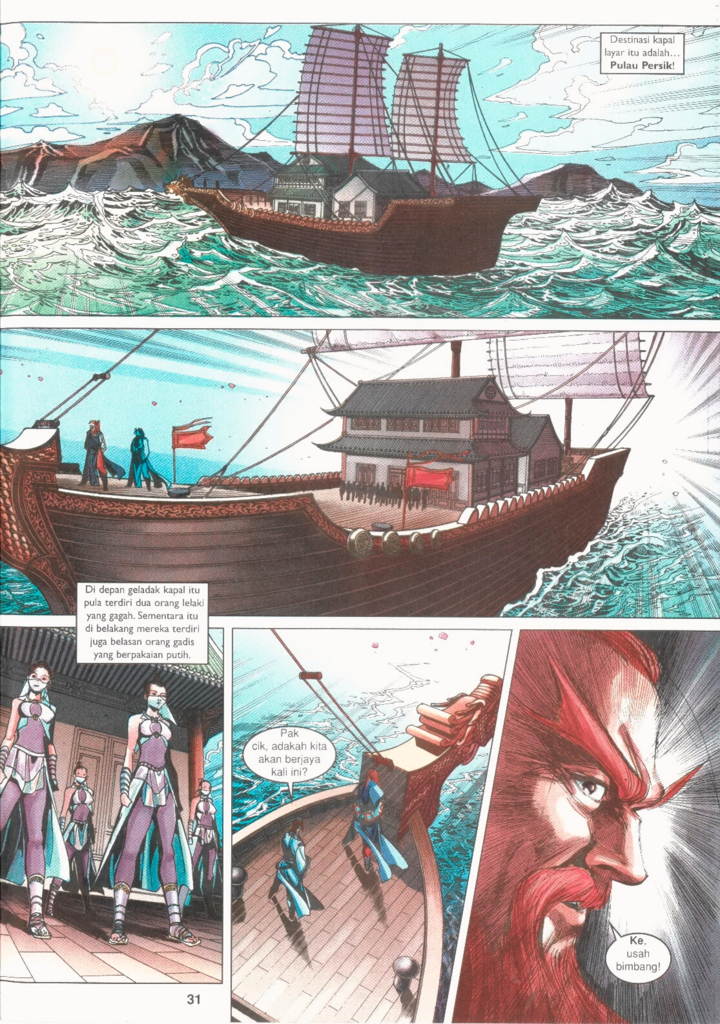 Destinasi kapal
layar itu adalah...
Pulau Persik!
Di depan geladak kapal itu
pula terdiri dua orang lelaki
yang gagah. Sementara itu
di belakang mereka terdiri
juga belasan orang gadis
yang berpakaian putih.
Pak
cik, adakah kita
akan berjaya
kali ini?
Ke,
usah
bimbang!
31